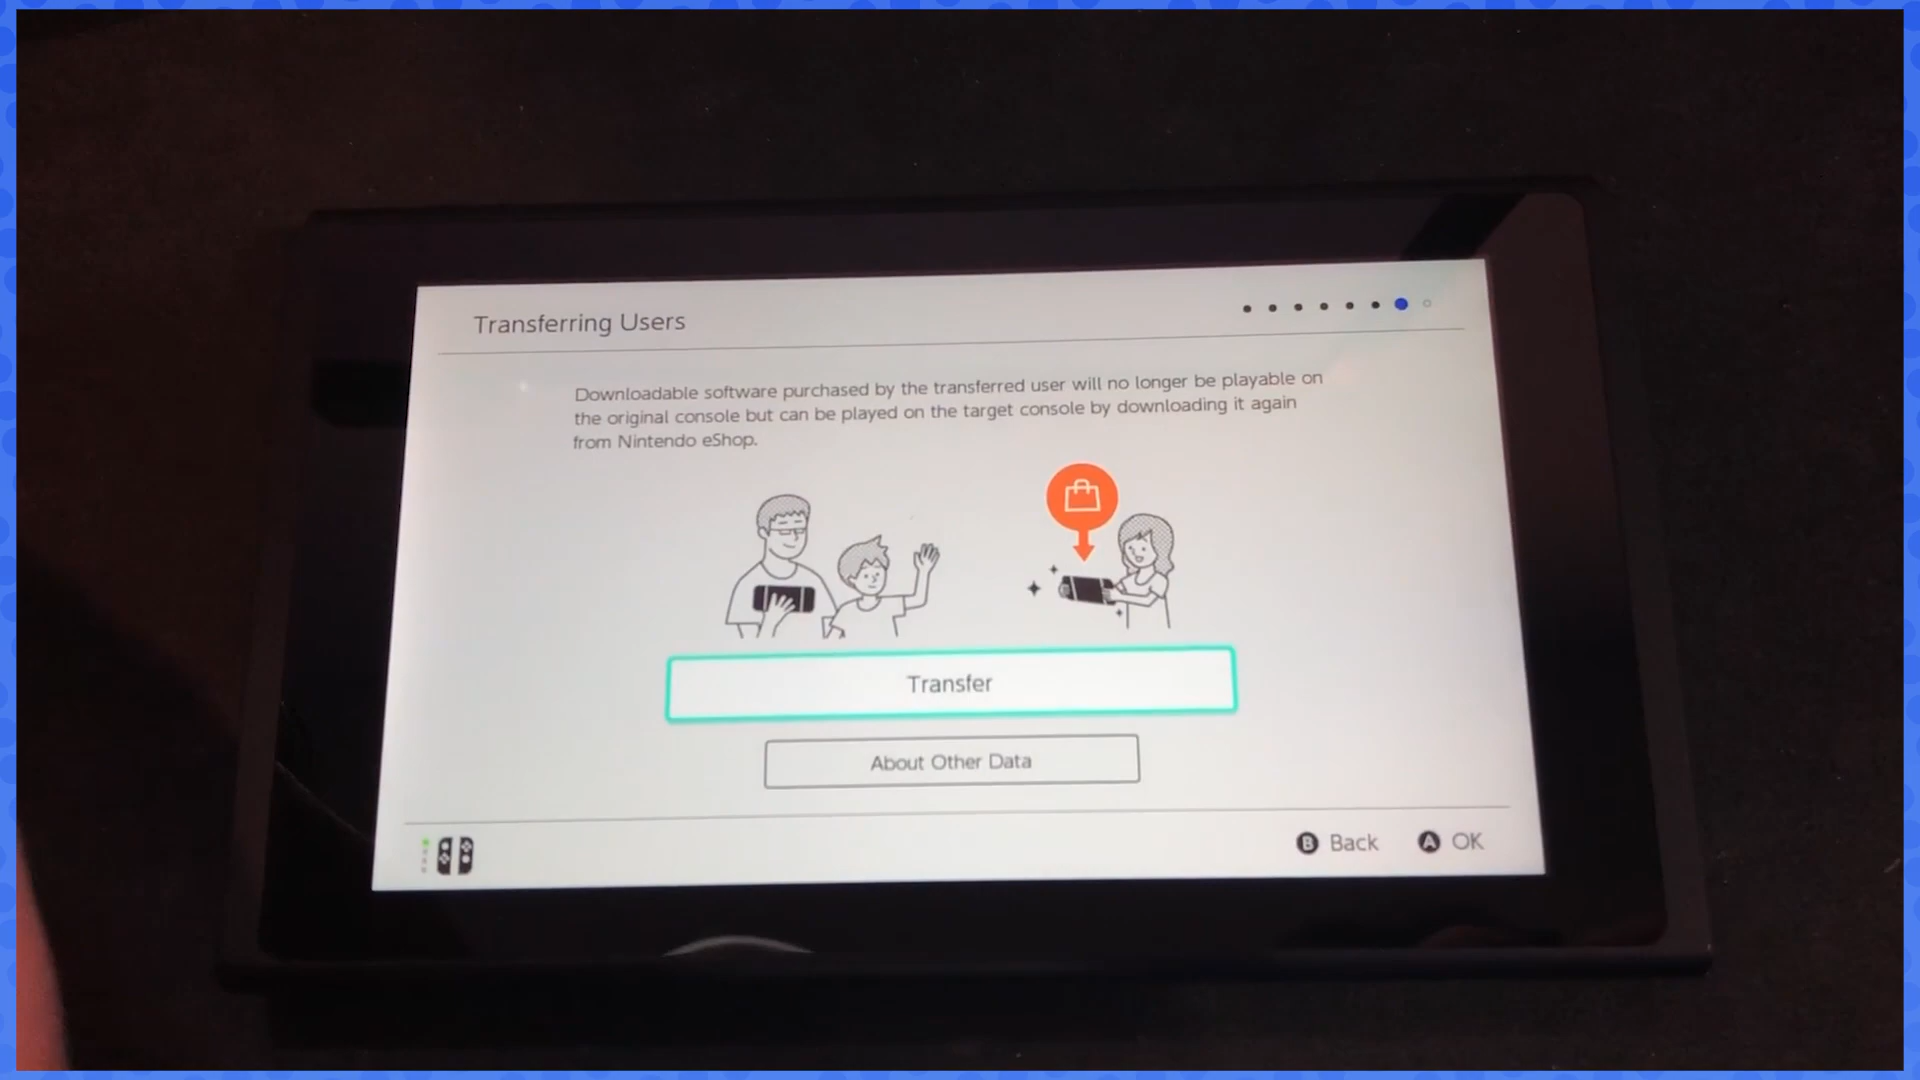 Transferring Users
Downloadable software purchased by the transferred user will no longer be playable on
the original console but can be played on the target console by downloading it again
from Nintendo eShop.
Transfer
About Other Data
B Back A OK